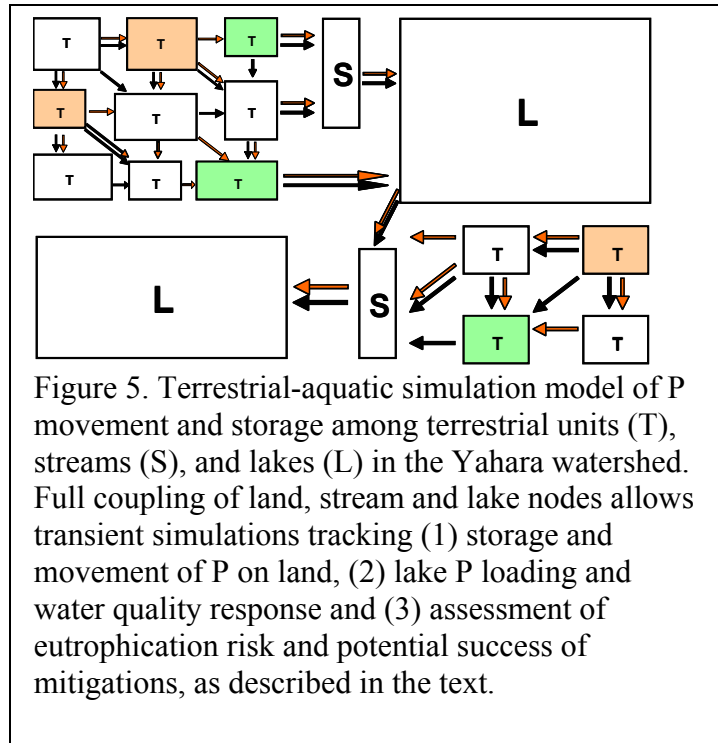 T T T
T T T
S
L
T T T
L
S
T T
T T
Figure 5. Terrestrial-aquatic simulation model of P
movement and storage among terrestrial units (T),
streams (S), and lakes (L) in the Yahara watershed.
Full coupling of land, stream and lake nodes allows
transient simulations tracking (1) storage and
movement of P on land, (2) lake P loading and
water quality response and (3) assessment of
eutrophication risk and potential success of
mitigations, as described in the text.